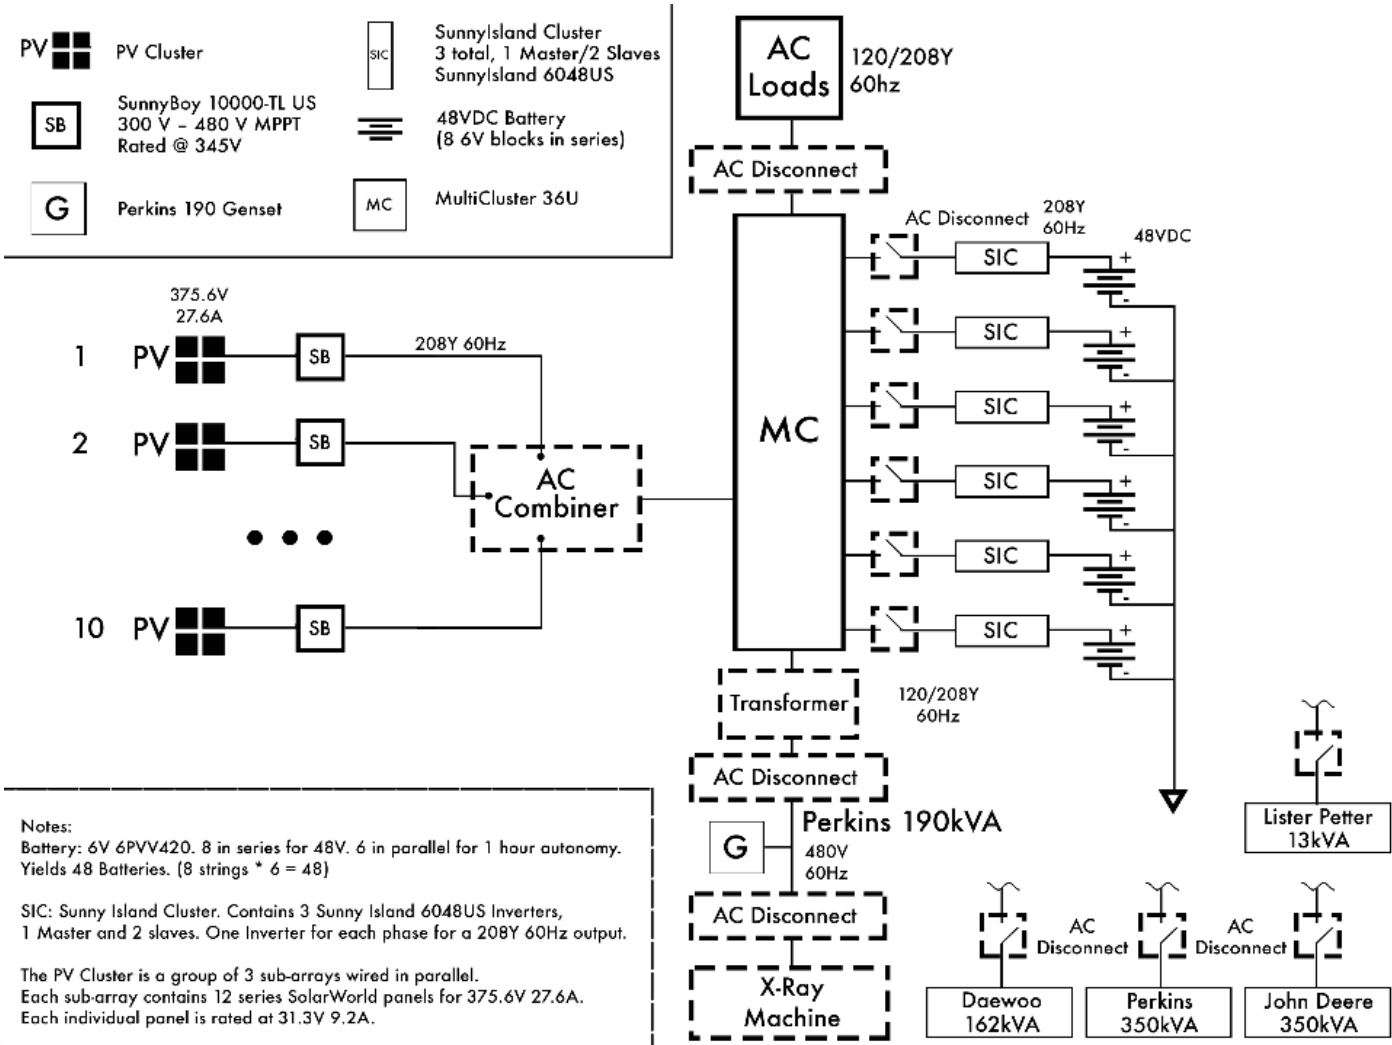 PV
PV Cluster
SB
SunnyBoy 10000-TL US
300 V – 480 V MPPT
Rated @ 345V
G
Perkins 190 Genset
SIC
SunnyIsland Cluster
3 total, 1 Master/2 Slaves
SunnyIsland 6048US
48VDC Battery
(8 6V blocks in series)
MC
MultiCluster 36U
AC
Loads
120/208Y
60hz
AC Disconnect
AC Disconnect
208Y
60Hz
48VDC
MC
SIC
+
-
SIC
+
-
SIC
+
-
SIC
+
-
SIC
+
-
SIC
+
-
375.6V
27.6A
1
PV
SB
208Y 60Hz
2
PV
SB
AC
Combiner
10
PV
SB
Transformer
120/208Y
60Hz
AC Disconnect
Perkins 190kVA
G
480V
60Hz
AC Disconnect
X-Ray
Machine
Lister Petter
13kVA
AC
Disconnect
AC
Disconnect
Daewoo
162kVA
Perkins
350kVA
John Deere
350kVA
Notes:
Battery: 6V 6PVV420. 8 in series for 48V. 6 in parallel for 1 hour autonomy.
Yields 48 Batteries. (8 strings * 6 = 48)
SIC: Sunny Island Cluster. Contains 3 Sunny Island 6048US Inverters,
1 Master and 2 slaves. One Inverter for each phase for a 208Y 60Hz output.
The PV Cluster is a group of 3 sub-arrays wired in parallel.
Each sub-array contains 12 series SolarWorld panels for 375.6V 27.6A.
Each individual panel is rated at 31.3V 9.2A.